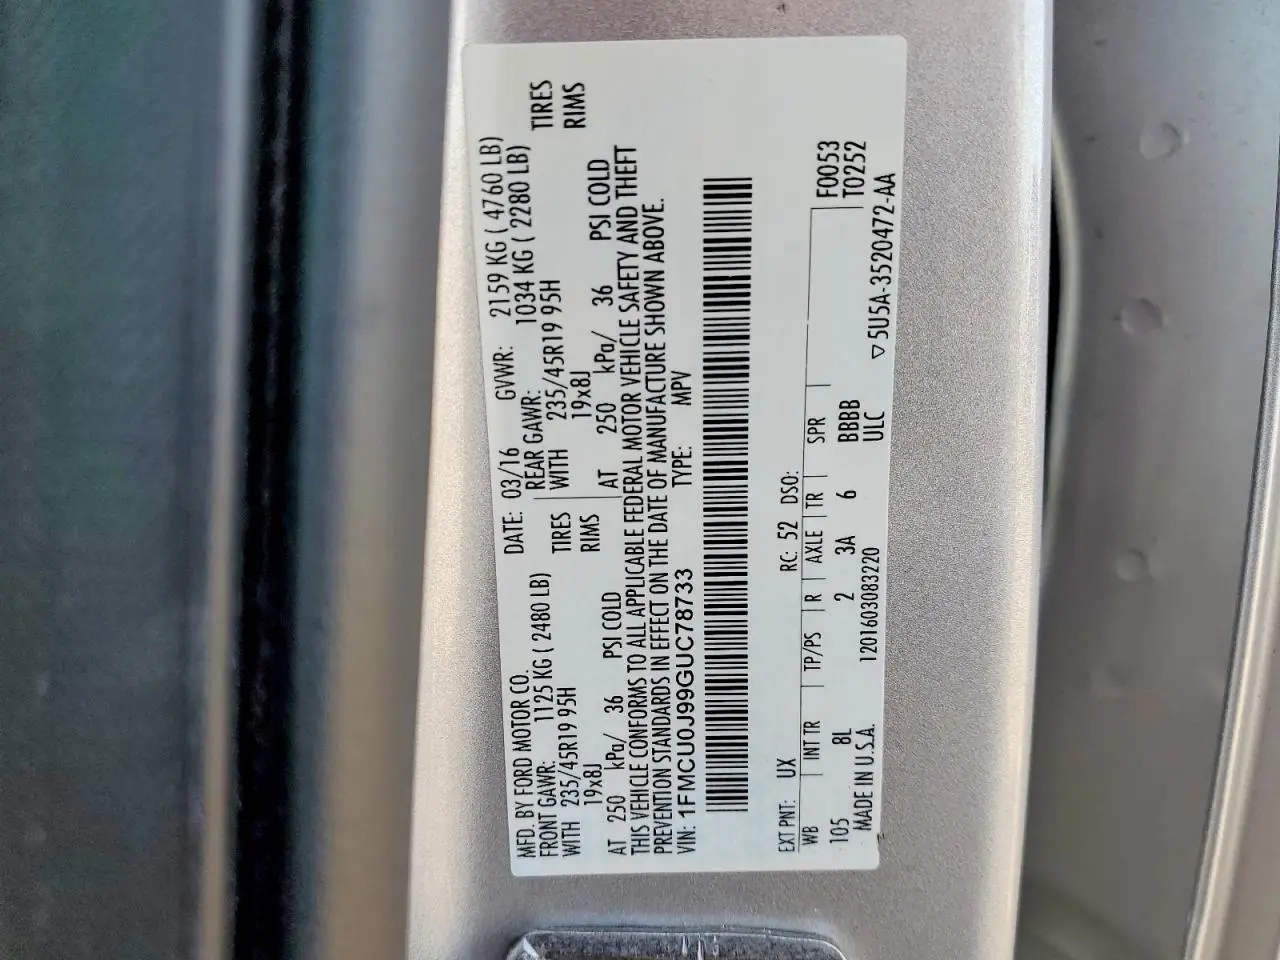 MFD. BY FORD MOTOR CO.
DATE: 03/16 GVWR: 2159 KG ( 4760 LB)
FRONT GAWR: 1125 KG ( 2480 LB)
REAR GAWR: 1034 KG ( 2280 LB)
WITH 235/45R19 95H TIRES
WITH 235/45R19 95H TIRES
19x8J RIMS
19x8J RIMS
AT 250 kPa/ 36 PSI COLD
AT 250 kPa/ 36 PSI COLD
THIS VEHICLE CONFORMS TO ALL APPLICABLE FEDERAL MOTOR VEHICLE SAFETY AND THEFT
PREVENTION STANDARDS IN EFFECT ON THE DATE OF MANUFACTURE SHOWN ABOVE.
VIN: 1FMCU0J99GUC78733 TYPE: MPV
EXT PNT: UX RC: 52 DSO:
WB INT TR TP/PS R AXLE TR SPR F0053
105 8L 2 3A 6 BBBB T0252
ULC
MADE IN U.S.A. 1201603083220 ▽ 5U5A-3520472-AA